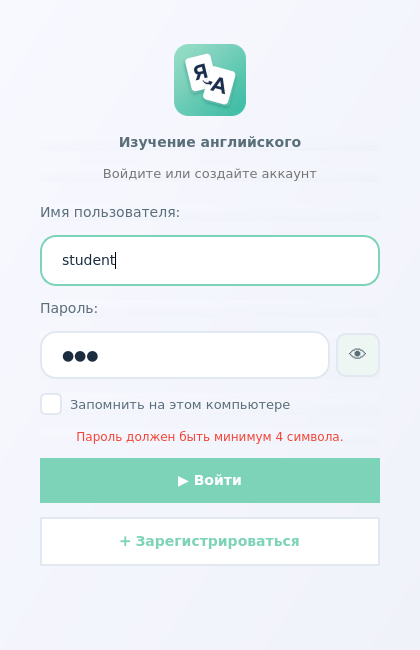 Я А
Изучение английского
Войдите или создайте аккаунт
Имя пользователя:
student
Пароль:
●●●
Запомнить на этом компьютере
Пароль должен быть минимум 4 символа.
▶ Войти
+ Зарегистрироваться